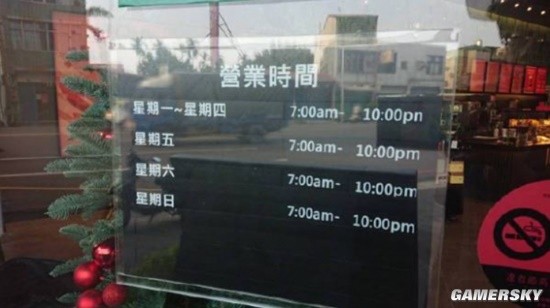 營業時間
星期一~星期四 7:00am- 10:00pn
星期五 7:00am- 10:00pm
星期六 7:00am- 10:00pm
星期日 7:00am- 10:00pm
GAMERSKY